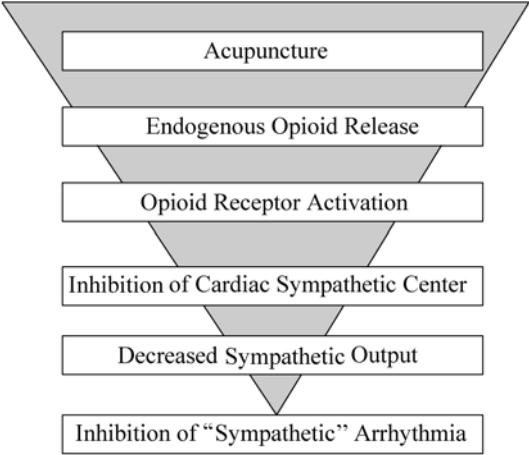 Acupuncture
Endogenous Opioid Release
Opioid Receptor Activation
Inhibition of Cardiac Sympathetic Center
Decreased Sympathetic Output
Inhibition of “Sympathetic” Arrhythmia